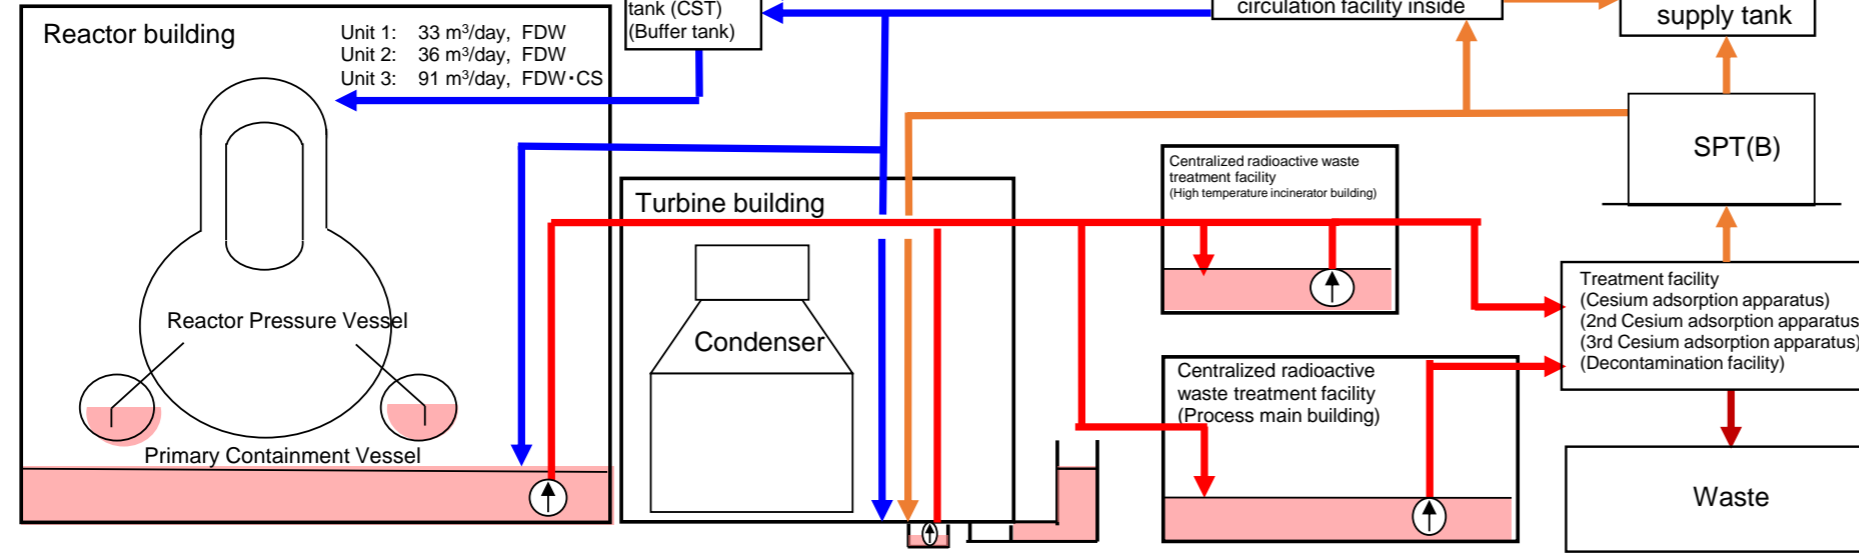 tank (CST)
(Buffer tank)
circulation facility inside
supply tank
Reactor building
Unit 1: 33 m³/day, FDW
Unit 2: 36 m³/day, FDW
Unit 3: 91 m³/day, FDW・CS
SPT(B)
Centralized radioactive waste
treatment facility
(High temperature incinerator building)
Turbine building
Treatment facility
(Cesium adsorption apparatus)
(2nd Cesium adsorption apparatus
(3rd Cesium adsorption apparatus)
(Decontamination facility)
Reactor Pressure Vessel
Condenser
Centralized radioactive
waste treatment facility
(Process main building)
Primary Containment Vessel
Waste